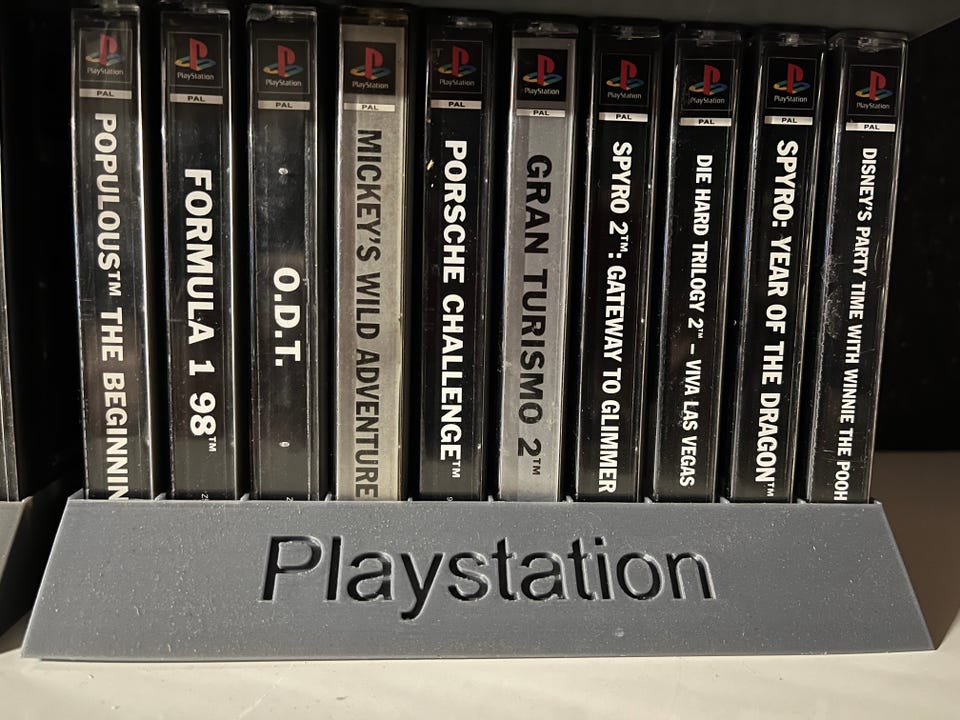 PlayStation
PAL
POPULOUS™ THE BEGINNIN
PlayStation
PAL
FORMULA 1 98™
PlayStation
PAL
O.D.T.
PlayStation
PAL
MICKEY'S WILD ADVENTURE
PlayStation
PAL
PORSCHE CHALLENGE™
PlayStation
PAL
GRAN TURISMO 2™
PlayStation
PAL
SPYRO 2™: GATEWAY TO GLIMMER
PlayStation
PAL
DIE HARD TRILOGY 2™ – VIVA LAS VEGAS
PlayStation
PAL
SPYRO: YEAR OF THE DRAGON™
PlayStation
PAL
DISNEY'S PARTY TIME WITH WINNIE THE POOH
Playstation